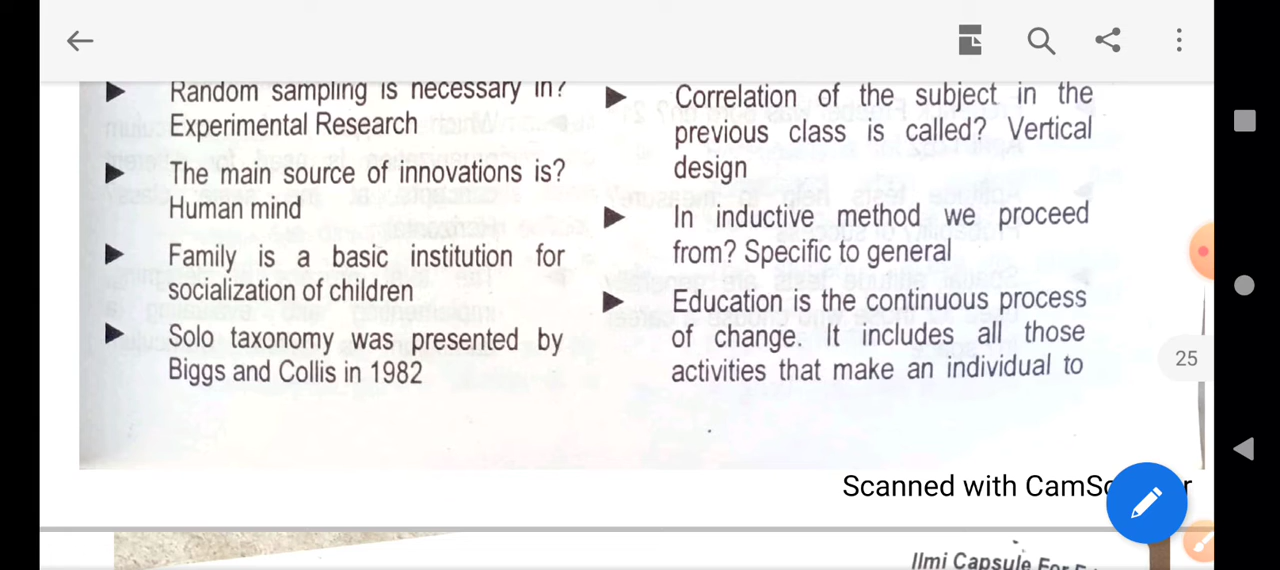 Random sampling is necessary in?
Experimental Research
The main source of innovations is?
Human mind
Family is a basic institution for
socialization of children
Solo taxonomy was presented by
Biggs and Collis in 1982
Correlation of the subject in the
previous class is called? Vertical
design
In inductive method we proceed
from? Specific to general
Education is the continuous process
of change. It includes all those
activities that make an individual to
25
Scanned with
Ilmi Capsule For